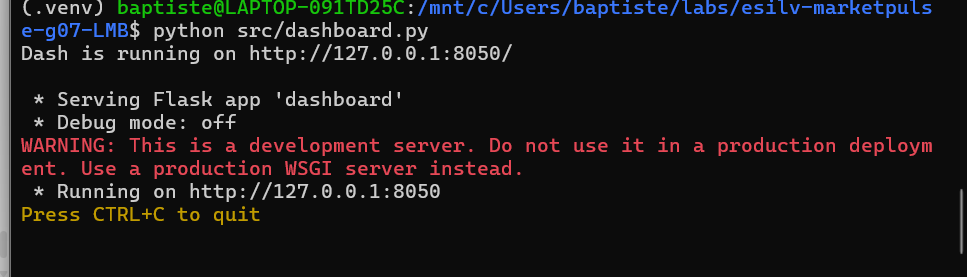 (.venv) baptiste@LAPTOP-091TD25C:/mnt/c/Users/baptiste/labs/esilv-marketpuls
e-g07-LMB$ python src/dashboard.py
Dash is running on http://127.0.0.1:8050/
 * Serving Flask app 'dashboard'
 * Debug mode: off
WARNING: This is a development server. Do not use it in a production deploym
ent. Use a production WSGI server instead.
 * Running on http://127.0.0.1:8050
Press CTRL+C to quit